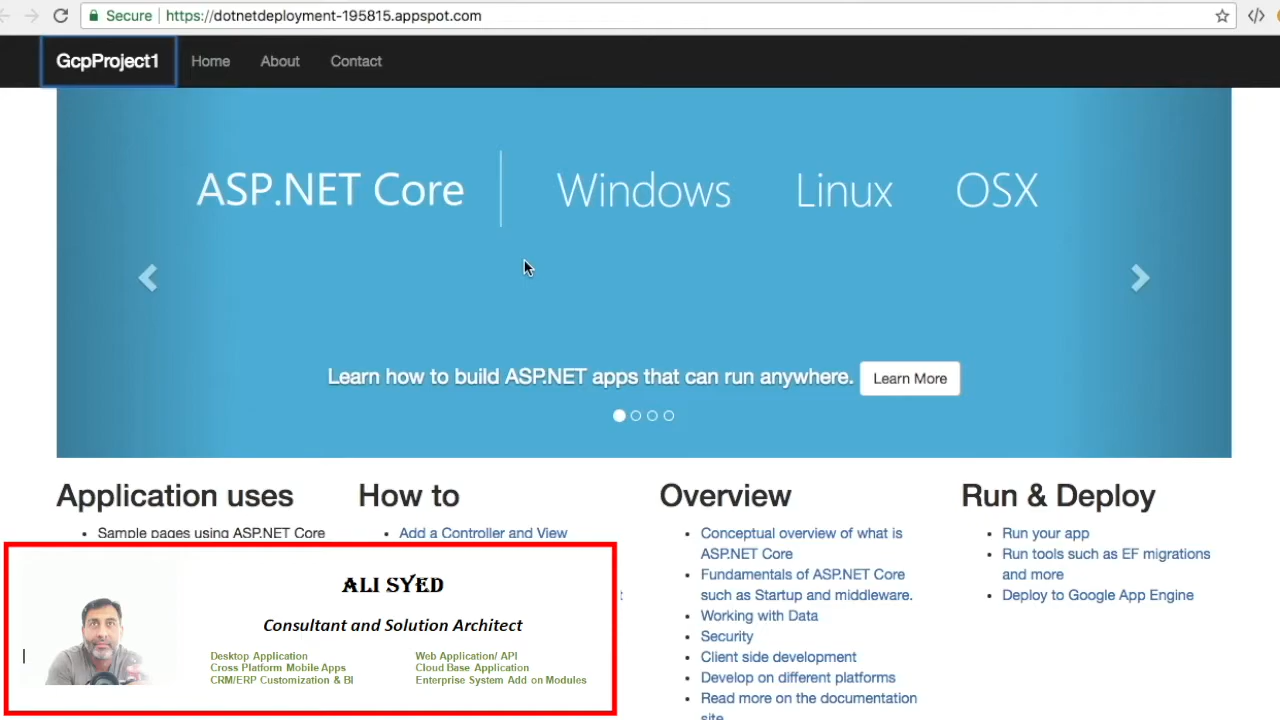 Secure https://dotnetdeployment-195815.appspot.com
GcpProject1 Home About Contact
ASP.NET Core Windows Linux OSX
Learn how to build ASP.NET apps that can run anywhere. Learn More
Application uses
Sample pages using ASP.NET Core
How to
Add a Controller and View
Overview
Conceptual overview of what is
ASP.NET Core
Fundamentals of ASP.NET Core
such as Startup and middleware.
Working with Data
Security
Client side development
Develop on different platforms
Read more on the documentation
site
Run & Deploy
Run your app
Run tools such as EF migrations
and more
Deploy to Google App Engine
ALI SYED
Consultant and Solution Architect
Desktop Application
Cross Platform Mobile Apps
CRM/ERP Customization & BI
Web Application/ API
Cloud Base Application
Enterprise System Add on Modules